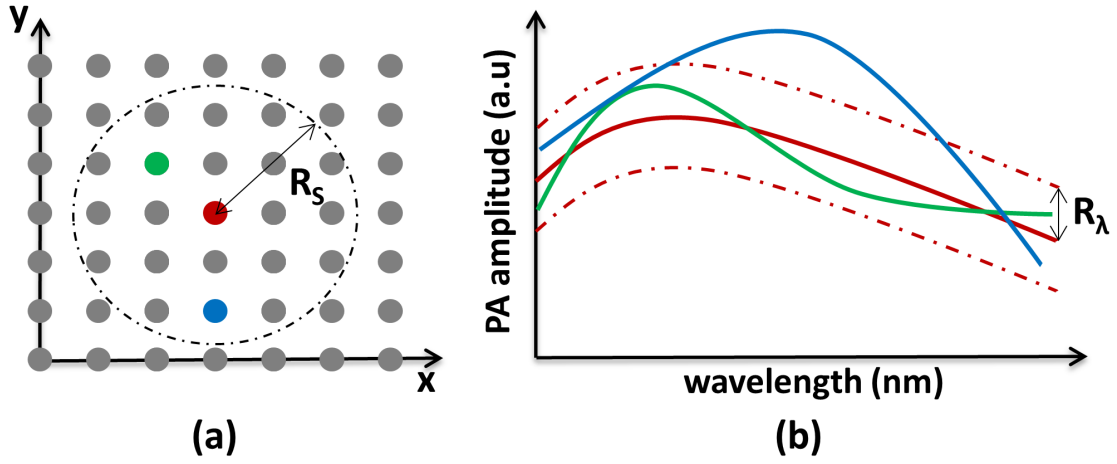 y
R_S
x
(a)
PA amplitude (a.u)
R_λ
wavelength (nm)
(b)